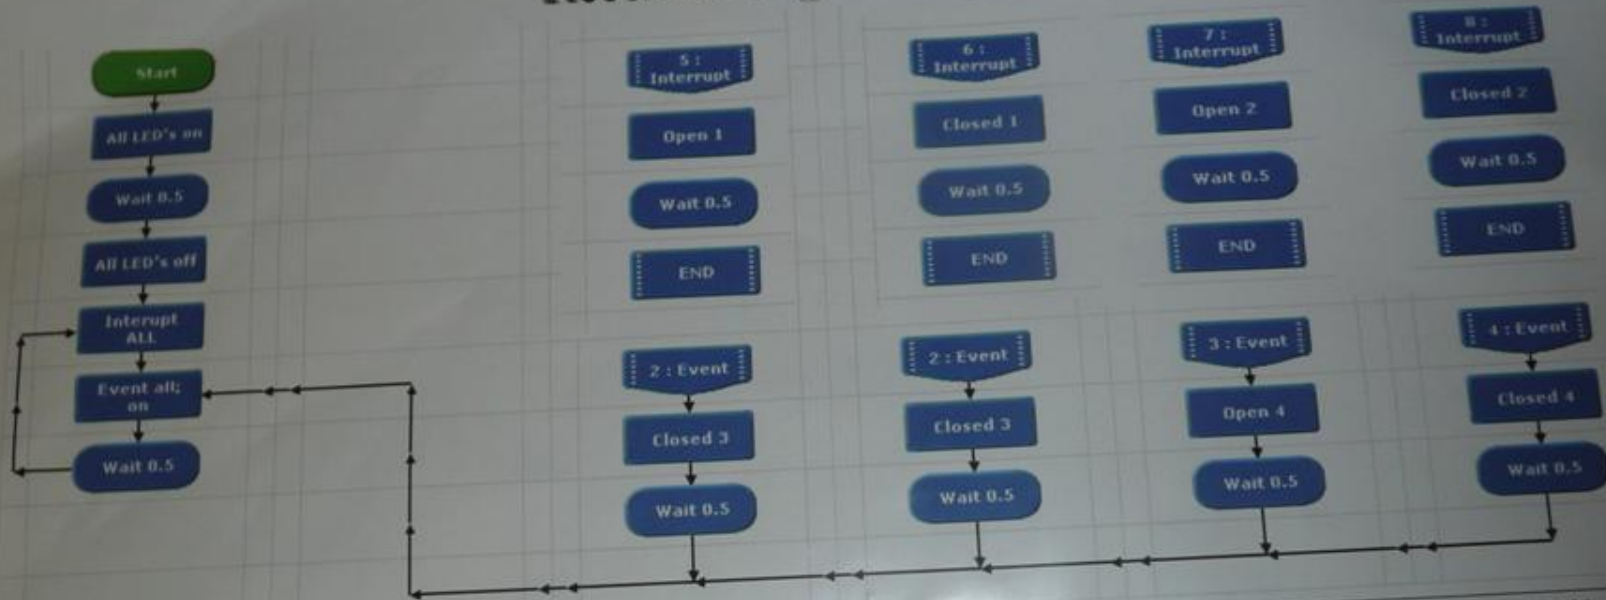 Start
All LED's on
Wait 0.5
All LED's off
Interupt
ALL
Event all;
on
Wait 0.5
5 :
Interrupt
Open 1
Wait 0.5
END
6 :
Interrupt
Closed 1
Wait 0.5
END
7 :
Interrupt
Open 2
Wait 0.5
END
8 :
Interrupt
Closed 2
Wait 0.5
END
2 : Event
Closed 3
Wait 0.5
2 : Event
Closed 3
Wait 0.5
3 : Event
Open 4
Wait 0.5
4 : Event
Closed 4
Wait 0.5